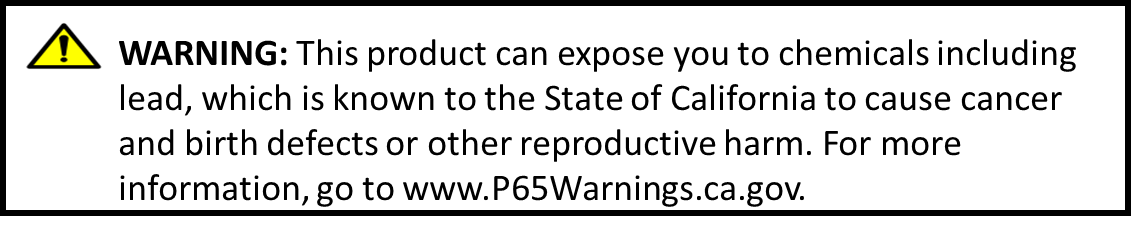 WARNING: This product can expose you to chemicals including
lead, which is known to the State of California to cause cancer
and birth defects or other reproductive harm. For more
information, go to www.P65Warnings.ca.gov.